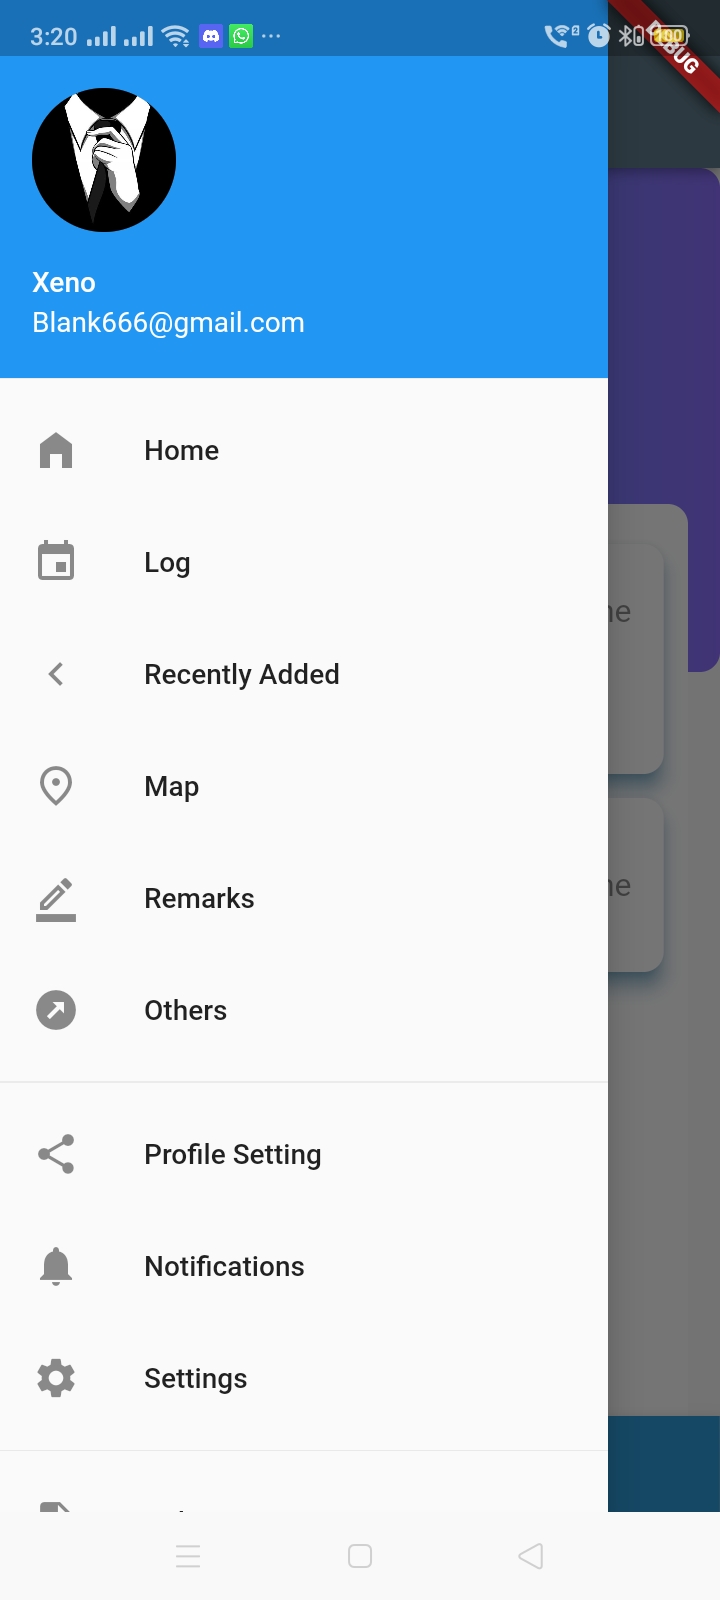 3:20
100
DEBUG
Xeno
Blank666@gmail.com
Home
Log
Recently Added
Map
ne
Remarks
ne
Others
Profile Setting
Notifications
Settings